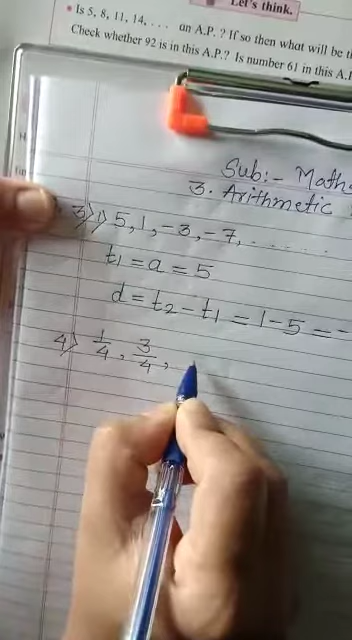 Let's think.
• Is 5, 8, 11, 14, . . . . an A.P. ? If so then what will be t
Check whether 92 is in this A.P.? Is number 61 in this A.
Sub:- Maths
3. Arithmetic
3>1> 5, 1, -3, -7, . . . . . .
t₁ = a = 5
d = t₂ - t₁ = 1 - 5 = -
4> 1/4, 3/4,